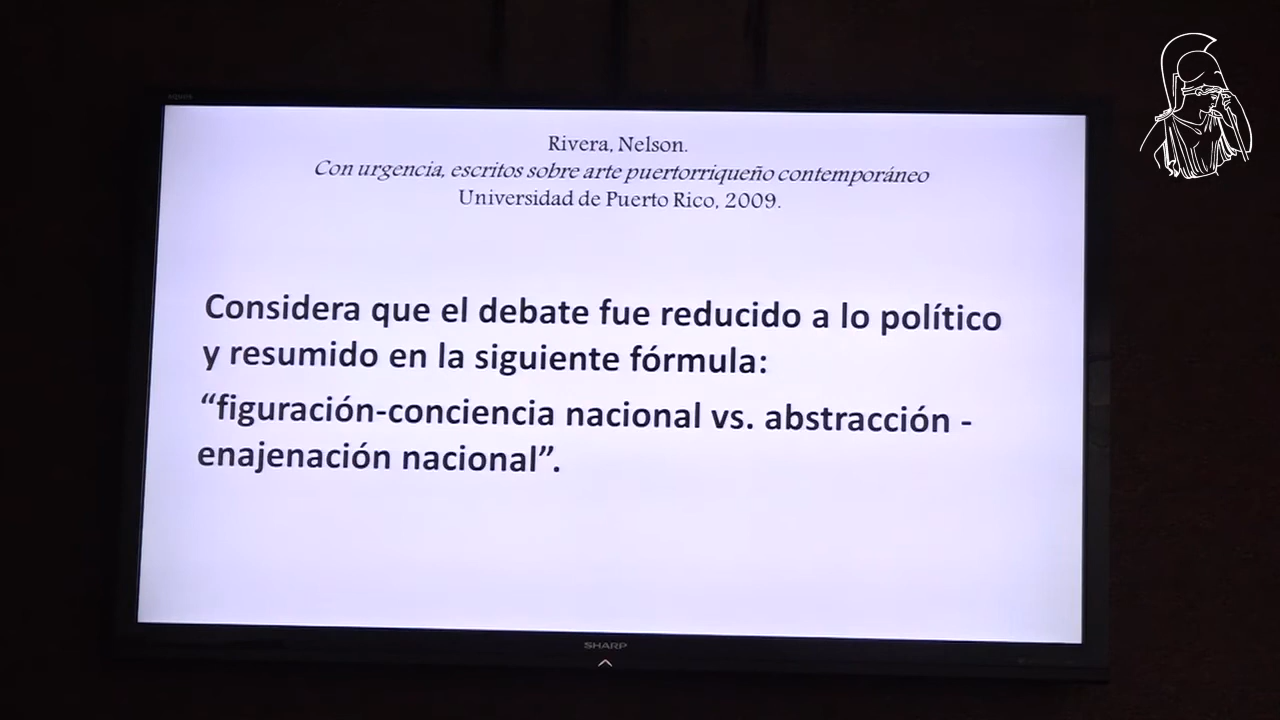 Rivera, Nelson.
Con urgencia, escritos sobre arte puertorriqueño contemporáneo
Universidad de Puerto Rico, 2009.
Considera que el debate fue reducido a lo político
y resumido en la siguiente fórmula:
“figuración-conciencia nacional vs. abstracción -
enajenación nacional”.
SHARP